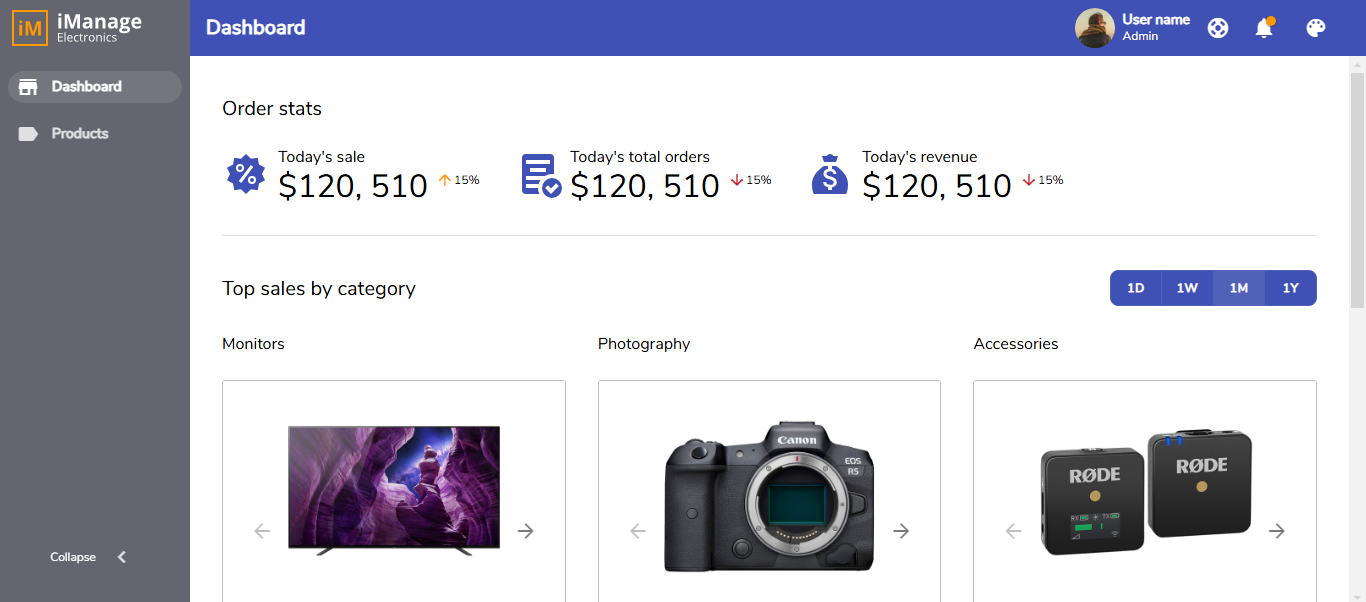 iM
iManage
Electronics
Dashboard
User name
Admin
Dashboard
Products
Order stats
Today's sale
$120, 510
15%
Today's total orders
$120, 510
15%
Today's revenue
$120, 510
15%
Top sales by category
1D 1W 1M 1Y
Monitors
Photography
Accessories
Canon
EOS
R5
RØDE
RX + TX
RØDE
Collapse